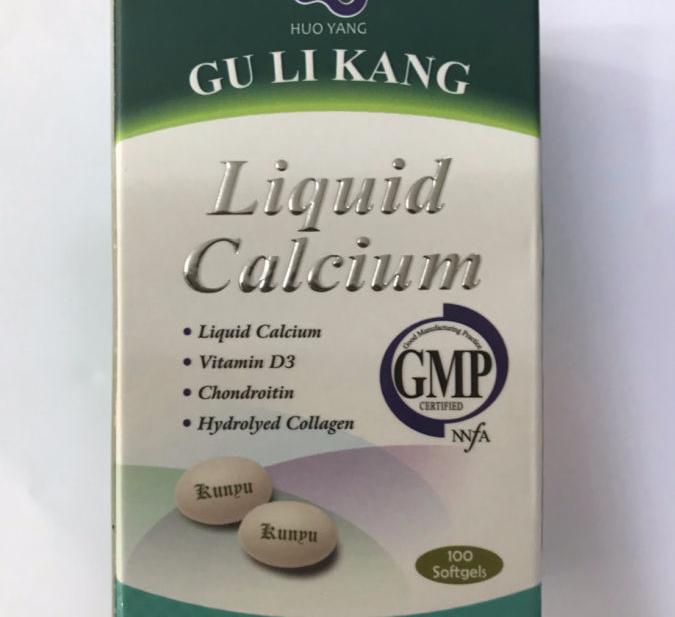 HUO YANG
GU LI KANG
Liquid
Calcium
• Liquid Calcium
• Vitamin D3
• Chondroitin
• Hydrolyed Collagen
Good Manufacturing Practice
GMP
CERTIFIED
NNFA
Kunyu
Kunyu
100
Softgels